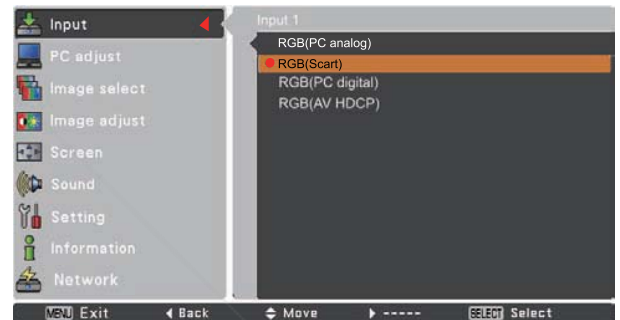 Input
PC adjust
Image select
Image adjust
Screen
Sound
Setting
Information
Network
Input 1
RGB(PC analog)
RGB(Scart)
RGB(PC digital)
RGB(AV HDCP)
MENU Exit Back Move ----- SELECT Select